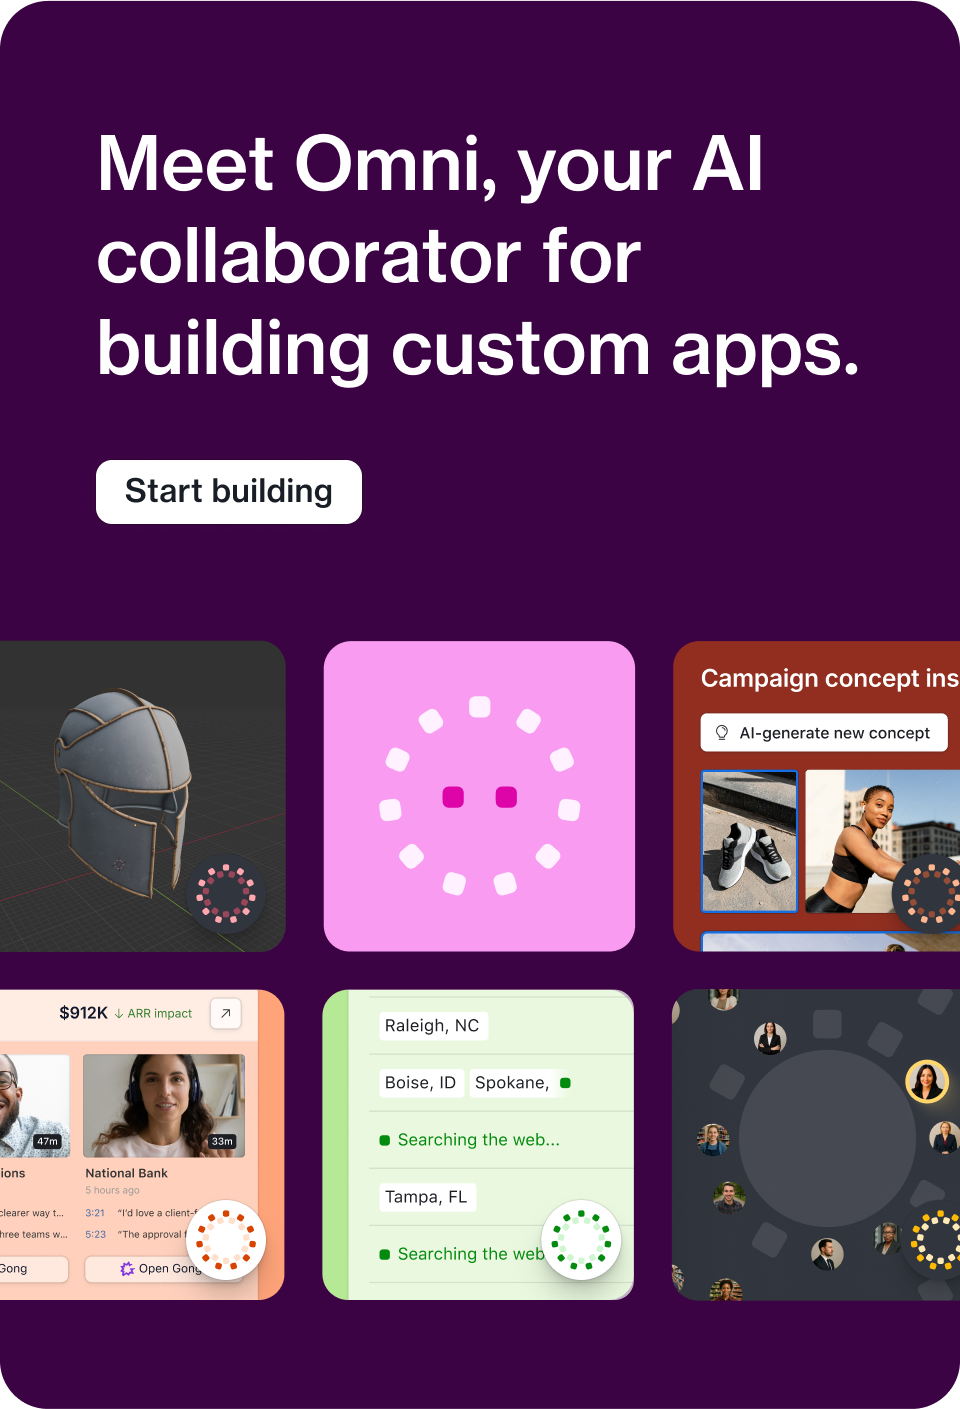 Meet Omni, your AI
collaborator for
building custom apps.
Start building
Campaign concept ins
AI-generate new concept
$912K ↓ ARR impact
47m
33m
ions
National Bank
5 hours ago
clearer way t...
3:21 “I'd love a client-f
hree teams w...
5:23 “The approval f
Gong
Open Gong
Raleigh, NC
Boise, ID Spokane,
Searching the web...
Tampa, FL
Searching the web